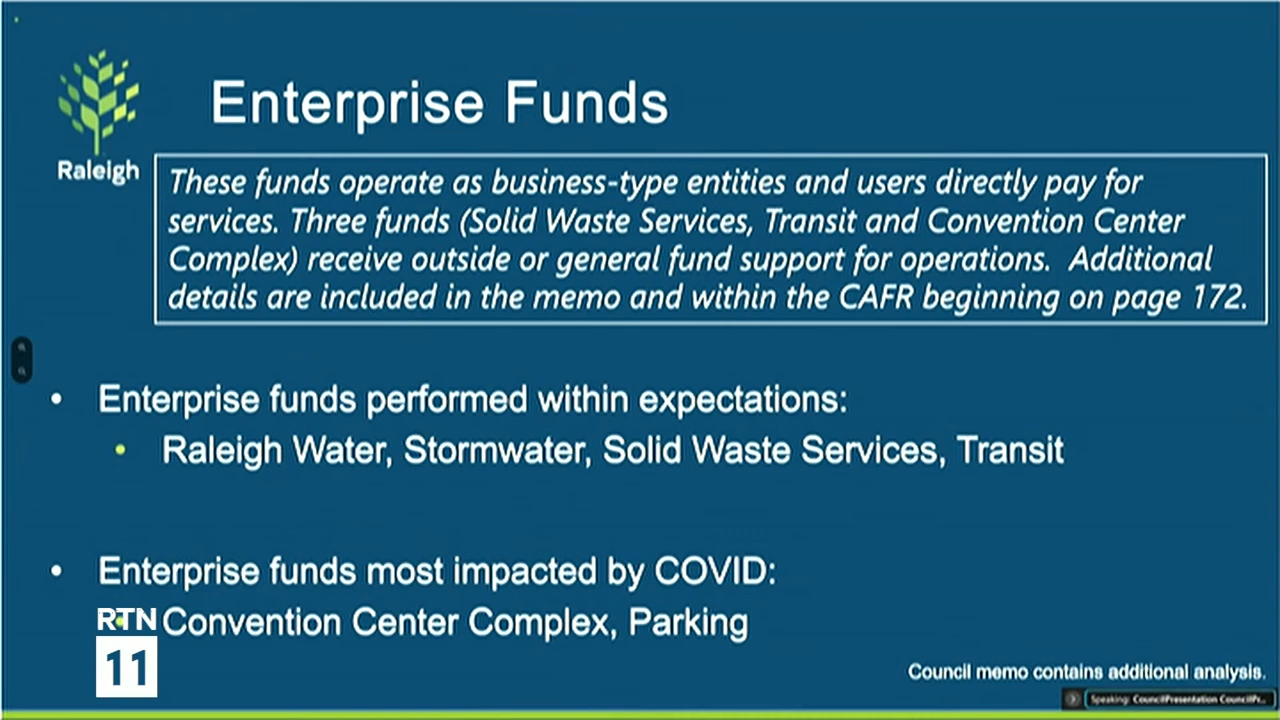 Raleigh
Enterprise Funds
These funds operate as business-type entities and users directly pay for
services. Three funds (Solid Waste Services, Transit and Convention Center
Complex) receive outside or general fund support for operations. Additional
details are included in the memo and within the CAFR beginning on page 172.
• Enterprise funds performed within expectations:
• Raleigh Water, Stormwater, Solid Waste Services, Transit
• Enterprise funds most impacted by COVID:
• Convention Center Complex, Parking
RTN
11
Council memo contains additional analysis.
Speaking: CouncilPresentation CouncilPr...